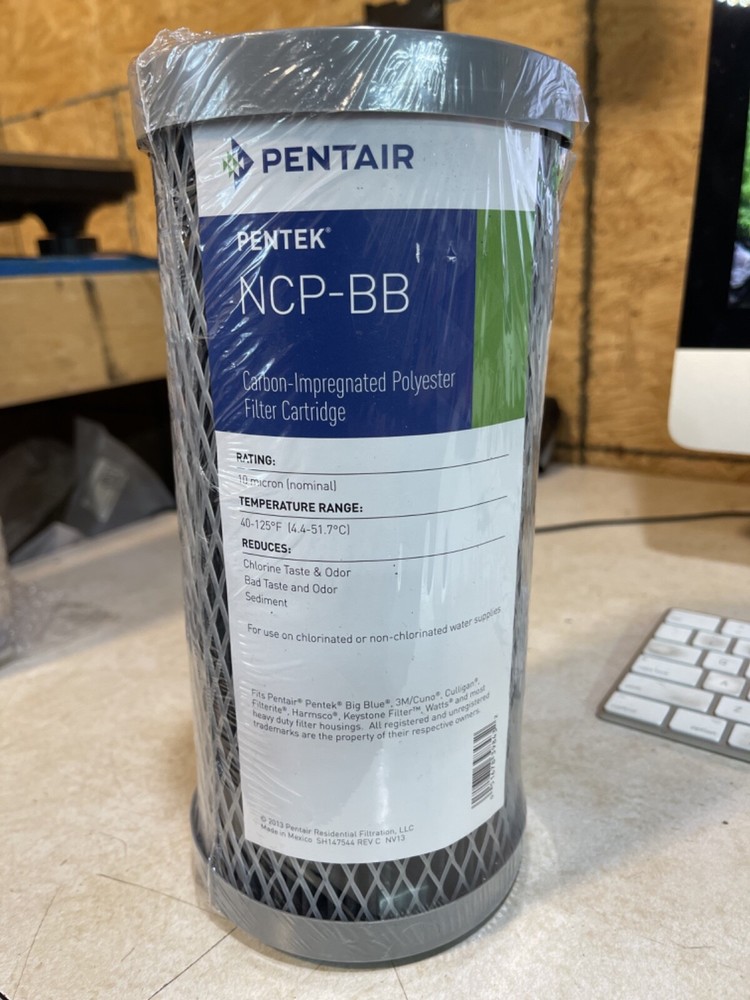 PENTAIR
PENTEK®
NCP-BB
Carbon-Impregnated Polyester
Filter Cartridge
RATING:
10 micron (nominal)
TEMPERATURE RANGE:
40-125°F (4.4-51.7°C)
REDUCES:
Chlorine Taste & Odor
Bad Taste and Odor
Sediment
For use on chlorinated or non-chlorinated water supplies
Fits Pentair® Pentek® Big Blue®, 3M/Cuno®, Culligan®,
Filterite®, Harmsco®, Keystone Filter™, Watts® and most
heavy duty filter housings. All registered and unregistered
trademarks are the property of their respective owners.
© 2013 Pentair Residential Filtration, LLC
Made in Mexico SH147544 REV C NV13